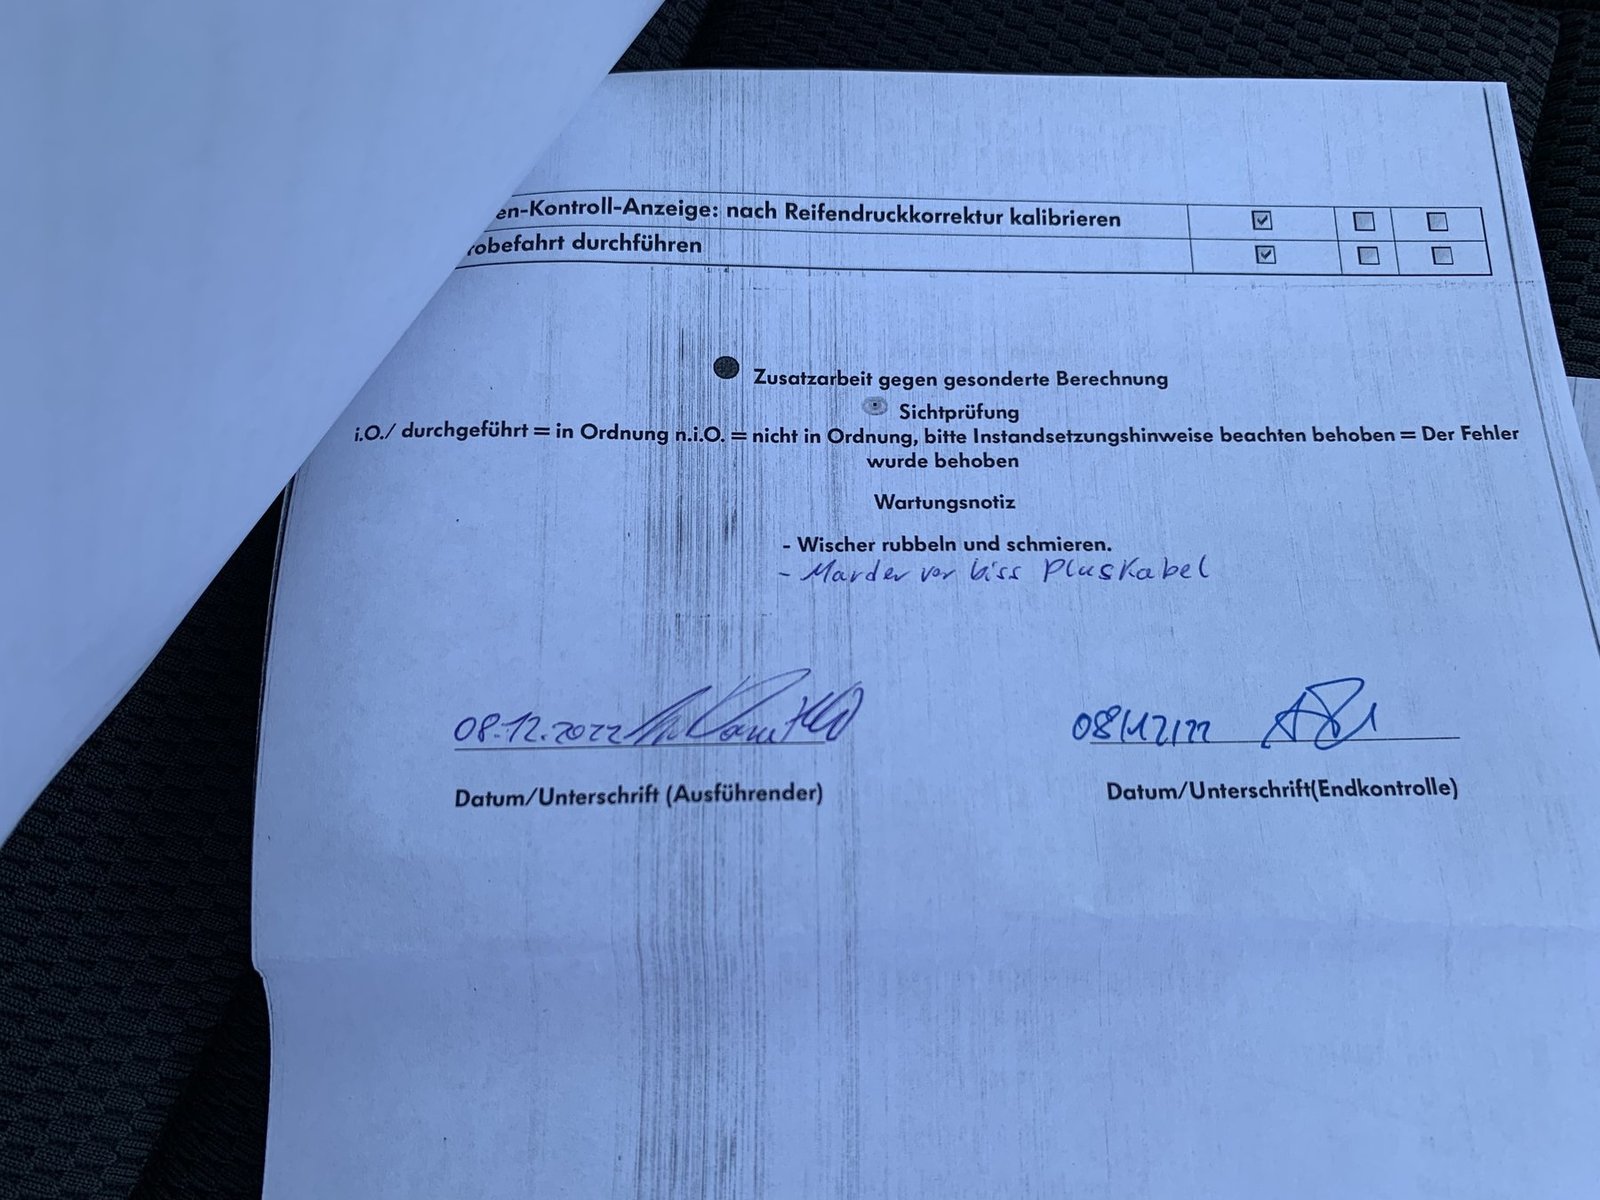 en-Kontroll-Anzeige: nach Reifendruckkorrektur kalibrieren
robefahrt durchführen
Zusatzarbeit gegen gesonderte Berechnung
Sichtprüfung
i.O./ durchgeführt = in Ordnung n.i.O. = nicht in Ordnung, bitte Instandsetzungshinweise beachten behoben = Der Fehler
wurde behoben
Wartungsnotiz
- Wischer rubbeln und schmieren.
- Marder vor biss Pluskabel
08.12.2022 08/12/22
Datum/Unterschrift (Ausführender) Datum/Unterschrift(Endkontrolle)